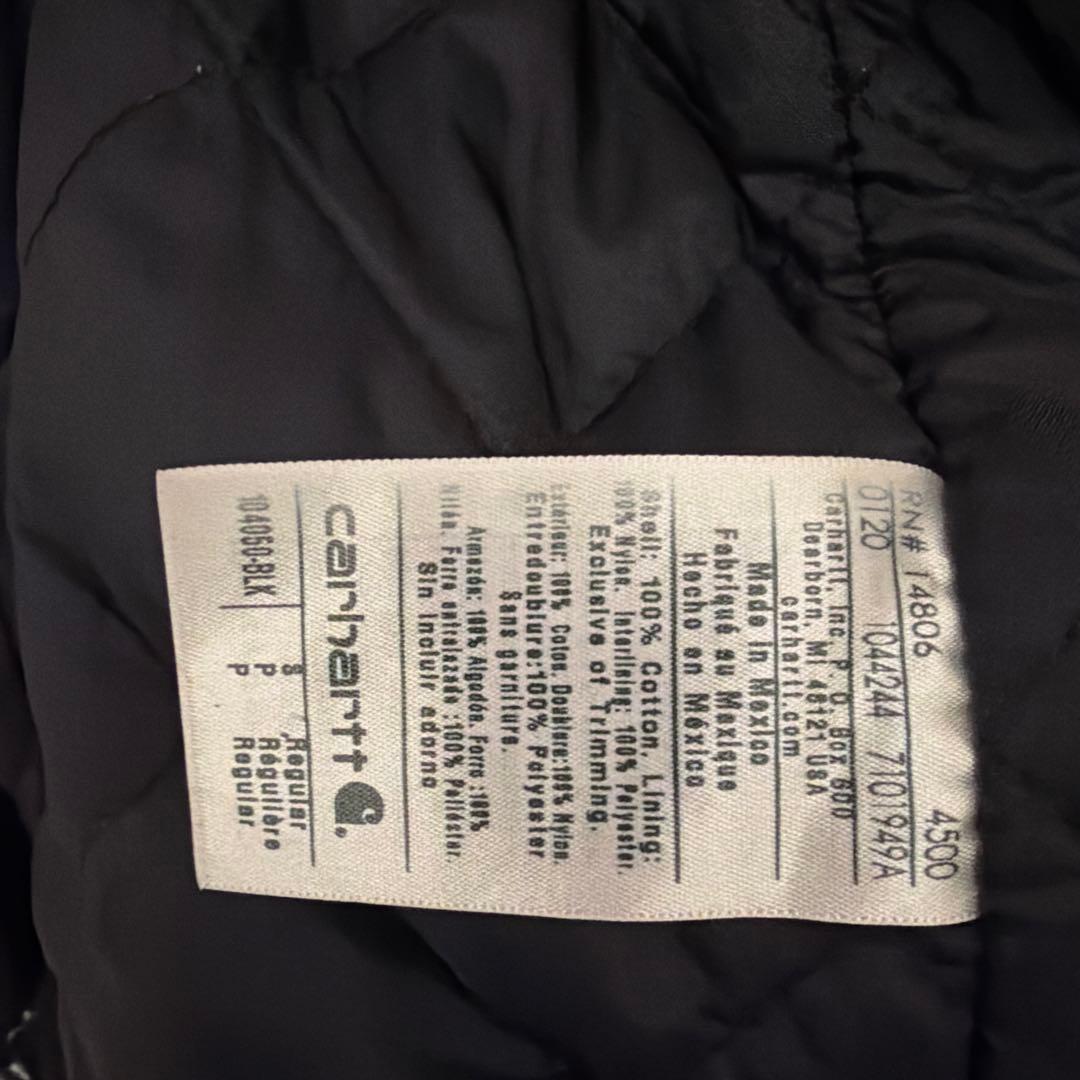 RN# 14806 4500
0120 1044244 7101949A
Carhartt, Inc. P. O. Box 600
Dearborn, MI 48121 USA
carhartt.com
Made in Mexico
Fabriqué au Mexique
Hecho en México
Shell: 100% Cotton, Lining:
100% Nylon. Interlining: 100% Polyester.
Exclusive of Trimming.
Extérieur: 100% Coton. Doublure:100% Nylon.
Entredoublure:100% Polyester
Sans garniture.
Armazón: 100% Algodón. Forro :100%
Nilón. Forro entrelazado :100% Poliéster.
Sin incluir adorno
carhartt
S Regular
104050-BLK P Régulière
P Regular